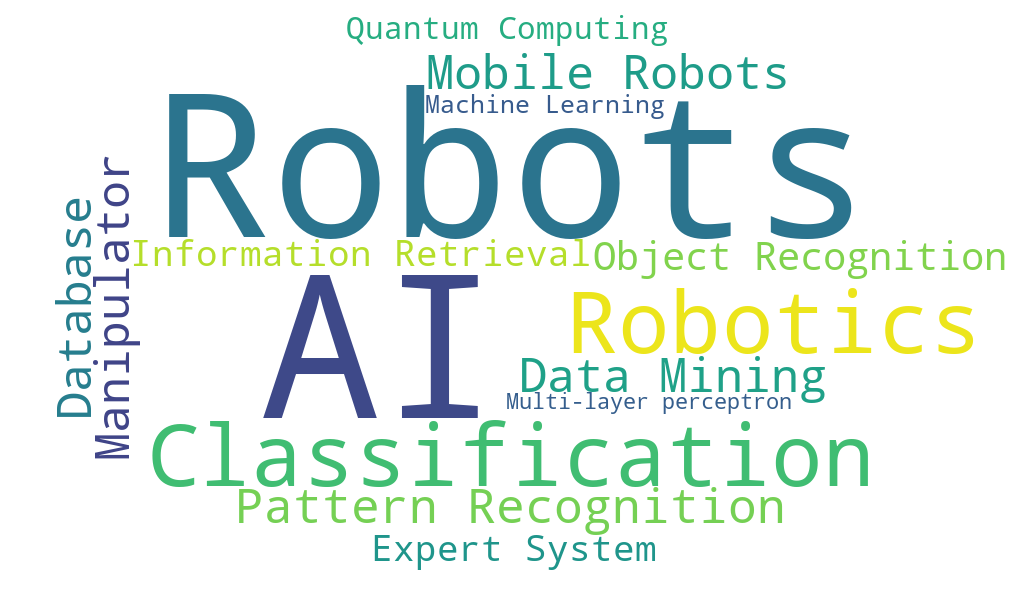 Quantum Computing
Mobile Robots
Machine Learning
Robots
Database
Manipulator
Information Retrieval
Object Recognition
AI
Robotics
Data Mining
Multi-layer perceptron
Classification
Pattern Recognition
Expert System